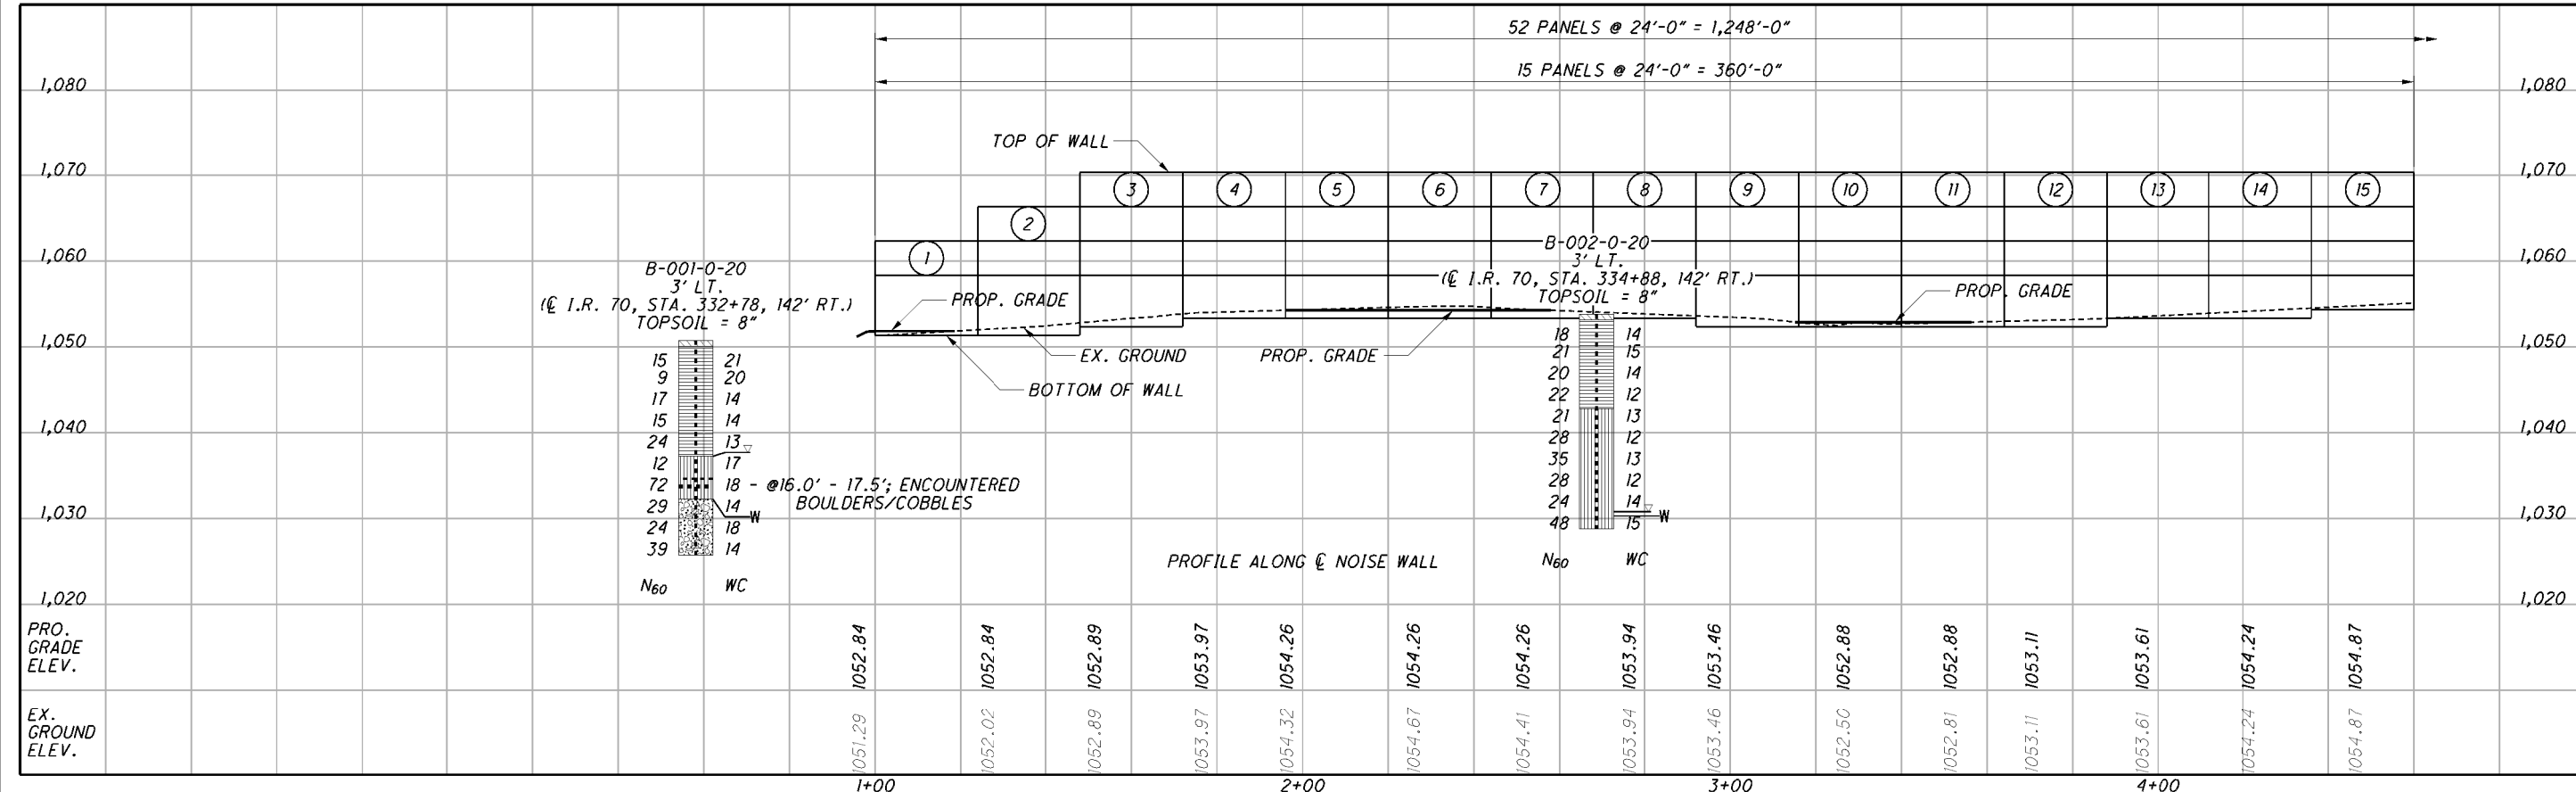 52 PANELS @ 24'-0" = 1,248'-0"
15 PANELS @ 24'-0" = 360'-0"
1,080 1,080
TOP OF WALL
1,070 1,070
3 4 5 6 7 8 9 10 11 12 13 14 15
2
1
1,060 1,060
B-001-0-20
3' LT.
(℄ I.R. 70, STA. 332+78, 142' RT.)
TOPSOIL = 8"
B-002-0-20
3' LT.
(℄ I.R. 70, STA. 334+88, 142' RT.)
TOPSOIL = 8"
PROP. GRADE
PROP. GRADE
1,050 1,050
EX. GROUND
PROP. GRADE
BOTTOM OF WALL
15 21
9 20
17 14
15 14
24 13
12 17
72 18 - @16.0' - 17.5'; ENCOUNTERED
BOULDERS/COBBLES
29 14
W
24 18
39 14
N60 WC
18 14
21 15
20 14
22 12
21 13
28 12
35 13
28 12
24 14
W
48 15
N60 WC
1,040 1,040
1,030 1,030
PROFILE ALONG ℄ NOISE WALL
1,020 1,020
PRO.
GRADE
ELEV.
1052.84 1052.84 1052.89 1053.97 1054.26 1054.26 1054.26 1053.94 1053.46 1052.88 1052.88 1053.11 1053.61 1054.24 1054.87
EX.
GROUND
ELEV.
1051.29 1052.02 1052.89 1053.97 1054.32 1054.67 1054.41 1053.94 1053.46 1052.50 1052.81 1053.11 1053.61 1054.24 1054.87
1+00 2+00 3+00 4+00